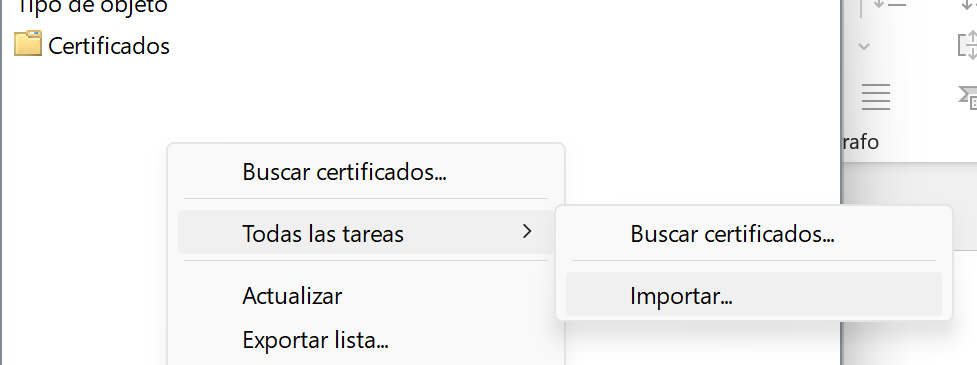 Tipo de objeto
Certificados
Buscar certificados...
Todas las tareas
Buscar certificados...
Actualizar
Importar...
Exportar lista...
rafo